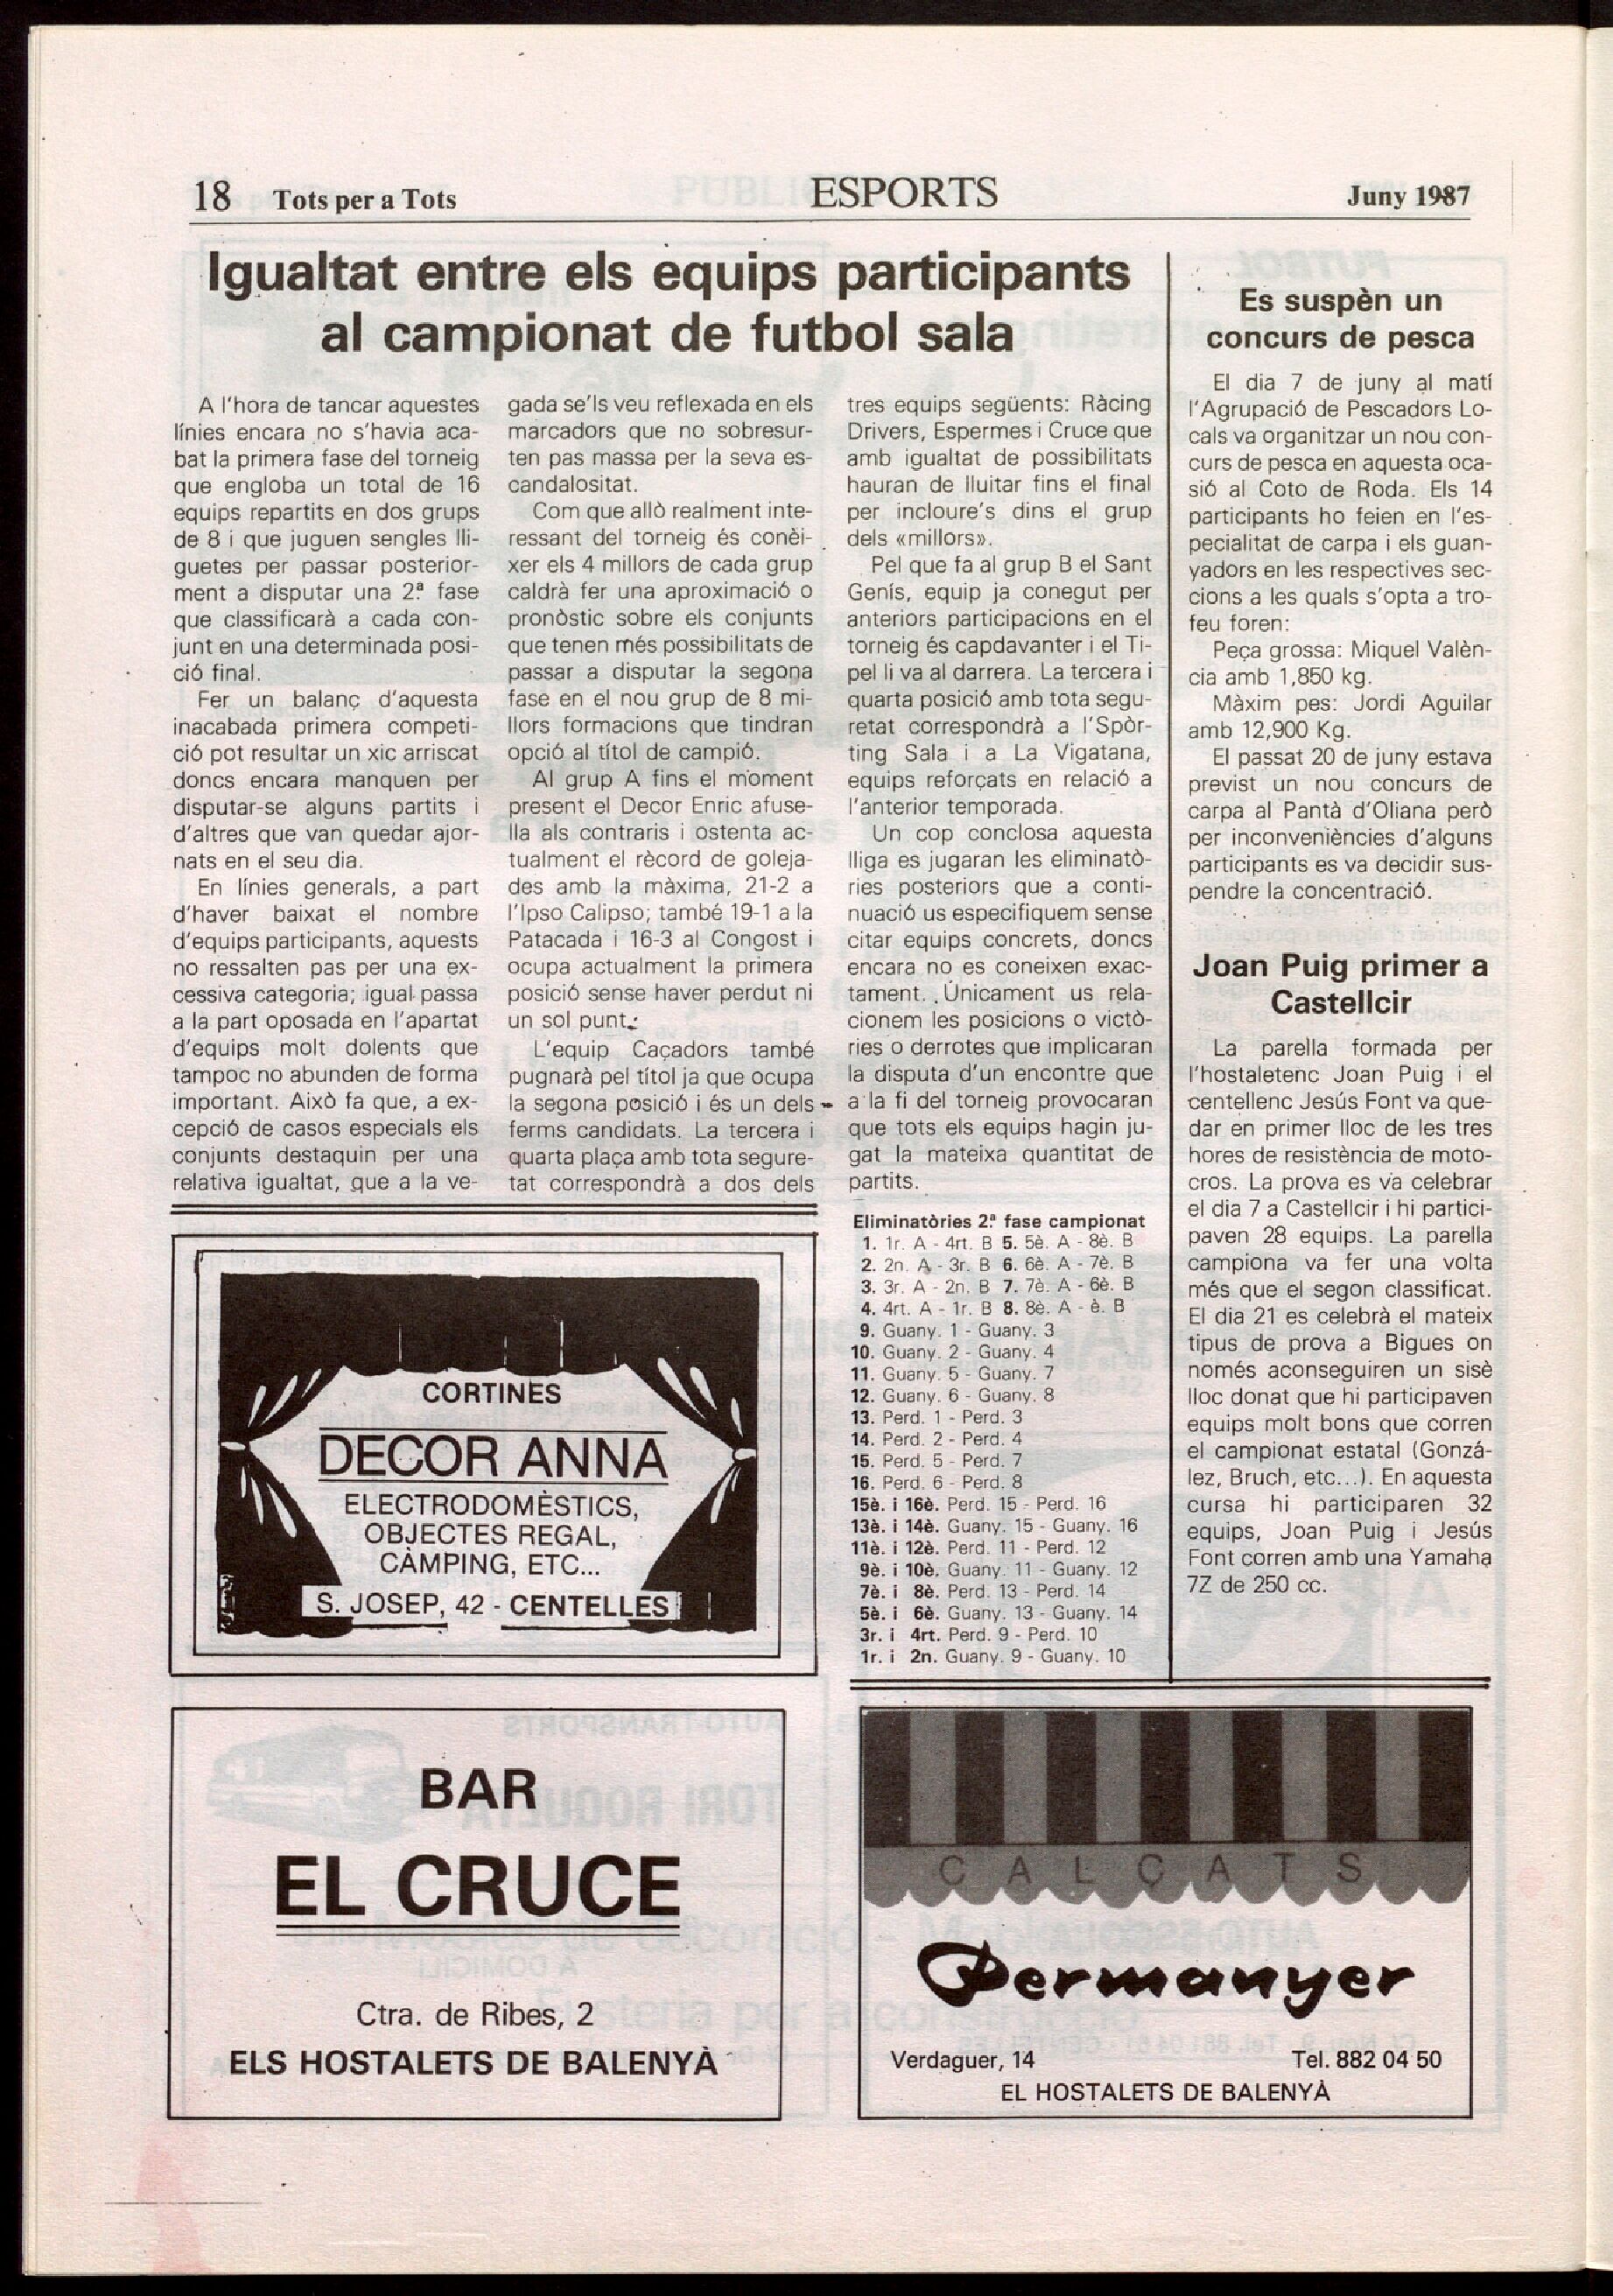 18 Tots per a Tots
ESPORTS
Juny 1987
Igualtat entre els equips participants
al campionat de futbol sala
A l'hora de tancar aquestes
línies encara no s'havia aca-
bat la primera fase del torneig
que engloba un total de 16
equips repartits en dos grups
de 8 i que juguen sengles lli-
guetes per passar posterior-
ment a disputar una 2.ª fase
que classificarà a cada con-
junt en una determinada posi-
ció final.
Fer un balanç d'aquesta
inacabada primera competi-
ció pot resultar un xic arriscat
doncs encara manquen per
disputar-se alguns partits i
d'altres que van quedar ajor-
nats en el seu dia.
En línies generals, a part
d'haver baixat el nombre
d'equips participants, aquests
no ressalten pas per una ex-
cessiva categoria; igual passa
a la part oposada en l'apartat
d'equips molt dolents que
tampoc no abunden de forma
important. Això fa que, a ex-
cepció de casos especials els
conjunts destaquin per una
relativa igualtat, que a la ve-
gada se'ls veu reflexada en els
marcadors que no sobresur-
ten pas massa per la seva es-
candalositat.
Com que allò realment inte-
ressant del torneig és conèi-
xer els 4 millors de cada grup
caldrà fer una aproximació o
pronòstic sobre els conjunts
que tenen més possibilitats de
passar a disputar la segona
fase en el nou grup de 8 mi-
llors formacions que tindran
opció al títol de campió.
Al grup A fins el moment
present el Decor Enric afuse-
lla als contraris i ostenta ac-
tualment el rècord de goleja-
des amb la màxima, 21-2 a
l'Ipso Calipso; també 19-1 a la
Patacada i 16-3 al Congost i
ocupa actualment la primera
posició sense haver perdut ni
un sol punt.
L'equip Caçadors també
pugnarà pel títol ja que ocupa
la segona posició i és un dels
ferms candidats. La tercera i
quarta plaça amb tota segure-
tat correspondrà a dos dels
tres equips següents: Ràcing
Drivers, Espermes i Cruce que
amb igualtat de possibilitats
hauran de lluitar fins el final
per incloure's dins el grup
dels «millors».
Pel que fa al grup B el Sant
Genís, equip ja conegut per
anteriors participacions en el
torneig és capdavanter i el Ti-
pel li va al darrera. La tercera i
quarta posició amb tota segu-
retat correspondrà a l'Spòr-
ting Sala i a La Vigatana,
equips reforçats en relació a
l'anterior temporada.
Un cop conclosa aquesta
lliga es jugaran les eliminatò-
ries posteriors que a conti-
nuació us especifiquem sense
citar equips concrets, doncs
encara no es coneixen exac-
tament. Únicament us rela-
cionem les posicions o victò-
ries o derrotes que implicaran
la disputa d'un encontre que
a la fi del torneig provocaran
que tots els equips hagin ju-
gat la mateixa quantitat de
partits.
Eliminatòries 2.ª fase campionat
1. 1r. A - 4rt. B 5. 5è. A - 8è. B
2. 2n. A - 3r. B 6. 6è. A - 7è. B
3. 3r. A - 2n. B 7. 7è. A - 6è. B
4. 4rt. A - 1r. B 8. 8è. A - è. B
9. Guany. 1 - Guany. 3
10. Guany. 2 - Guany. 4
11. Guany. 5 - Guany. 7
12. Guany. 6 - Guany. 8
13. Perd. 1 - Perd. 3
14. Perd. 2 - Perd. 4
15. Perd. 5 - Perd. 7
16. Perd. 6 - Perd. 8
15è. i 16è. Perd. 15 - Perd. 16
13è. i 14è. Guany. 15 - Guany. 16
11è. i 12è. Perd. 11 - Perd. 12
9è. i 10è. Guany. 11 - Guany. 12
7è. i 8è. Perd. 13 - Perd. 14
5è. i 6è. Guany. 13 - Guany. 14
3r. i 4rt. Perd. 9 - Perd. 10
1r. i 2n. Guany. 9 - Guany. 10
Es suspèn un
concurs de pesca
El dia 7 de juny al matí
l'Agrupació de Pescadors Lo-
cals va organitzar un nou con-
curs de pesca en aquesta oca-
sió al Coto de Roda. Els 14
participants ho feien en l'es-
pecialitat de carpa i els guan-
yadors en les respectives sec-
cions a les quals s'opta a tro-
feu foren:
Peça grossa: Miquel Valèn-
cia amb 1,850 kg.
Màxim pes: Jordi Aguilar
amb 12,900 Kg.
El passat 20 de juny estava
previst un nou concurs de
carpa al Pantà d'Oliana però
per inconveniències d'alguns
participants es va decidir sus-
pendre la concentració.
Joan Puig primer a
Castellcir
La parella formada per
l'hostaletenc Joan Puig i el
centellenc Jesús Font va que-
dar en primer lloc de les tres
hores de resistència de moto-
cros. La prova es va celebrar
el dia 7 a Castellcir i hi partici-
paven 28 equips. La parella
campiona va fer una volta
més que el segon classificat.
El dia 21 es celebrà el mateix
tipus de prova a Bigues on
només aconseguiren un sisè
lloc donat que hi participaven
equips molt bons que corren
el campionat estatal (Gonzá-
lez, Bruch, etc...). En aquesta
cursa hi participaren 32
equips, Joan Puig i Jesús
Font corren amb una Yamaha
7Z de 250 cc.
CORTINES
DECOR ANNA
ELECTRODOMÈSTICS,
OBJECTES REGAL,
CÀMPING, ETC...
S. JOSEP, 42 - CENTELLES
BAR
EL CRUCE
Ctra. de Ribes, 2
ELS HOSTALETS DE BALENYÀ
CALÇATS
Permanyer
Verdaguer, 14
Tel. 882 04 50
EL HOSTALETS DE BALENYÀ